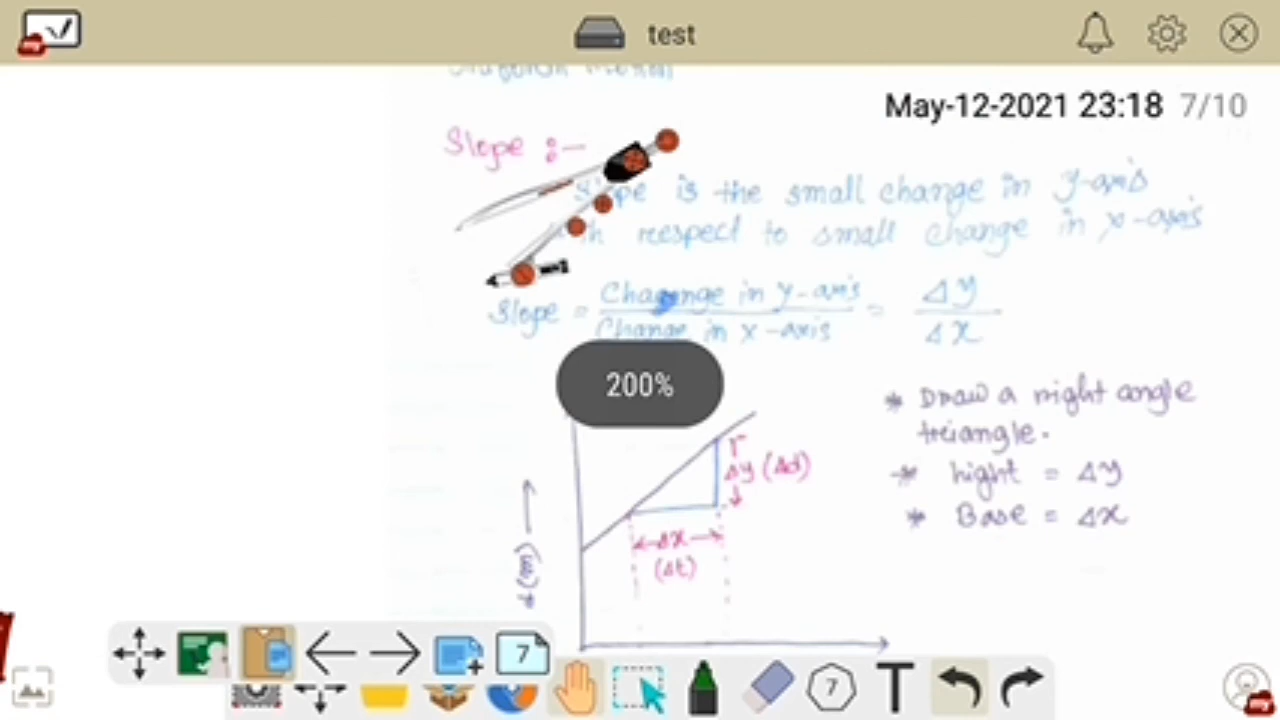 test
May-12-2021 23:18 7/10
Slope :-
Slope is the small change in y-axis
respect to small change in x-axis
Slope = Change in y-axis / Change in x-axis = Δy / Δx
200%
* Draw a right angle
triangle.
* hight = Δy
* Base = Δx
Δy (Δd)
Δx
(Δt)
(m)
7
7
T